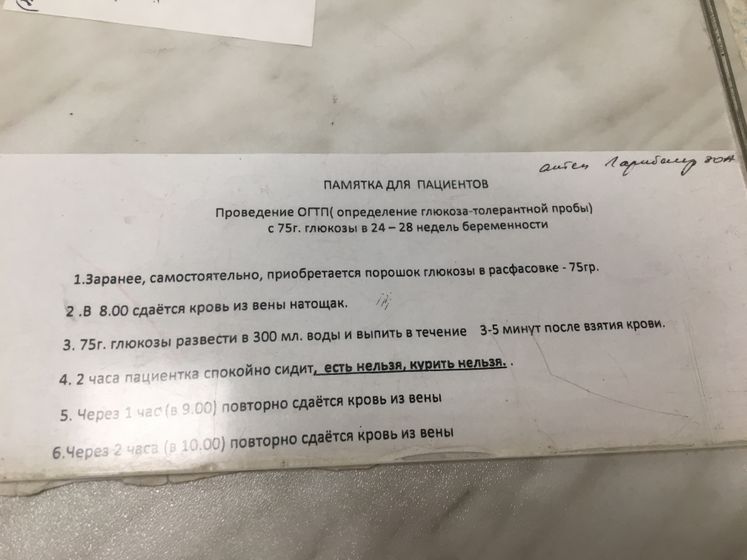 ПАМЯТКА ДЛЯ ПАЦИЕНТОВ
Проведение ОГТП( определение глюкоза-толерантной пробы)
с 75г. глюкозы в 24 – 28 недель беременности
1.Заранее, самостоятельно, приобретается порошок глюкозы в расфасовке - 75гр.
2 .В 8.00 сдаётся кровь из вены натощак.
3. 75г. глюкозы развести в 300 мл. воды и выпить в течение 3-5 минут после взятия крови.
4. 2 часа пациентка спокойно сидит, есть нельзя, курить нельзя. .
5. Через 1 час (в 9.00) повторно сдаётся кровь из вены
6.Через 2 часа (в 10.00) повторно сдаётся кровь из вены